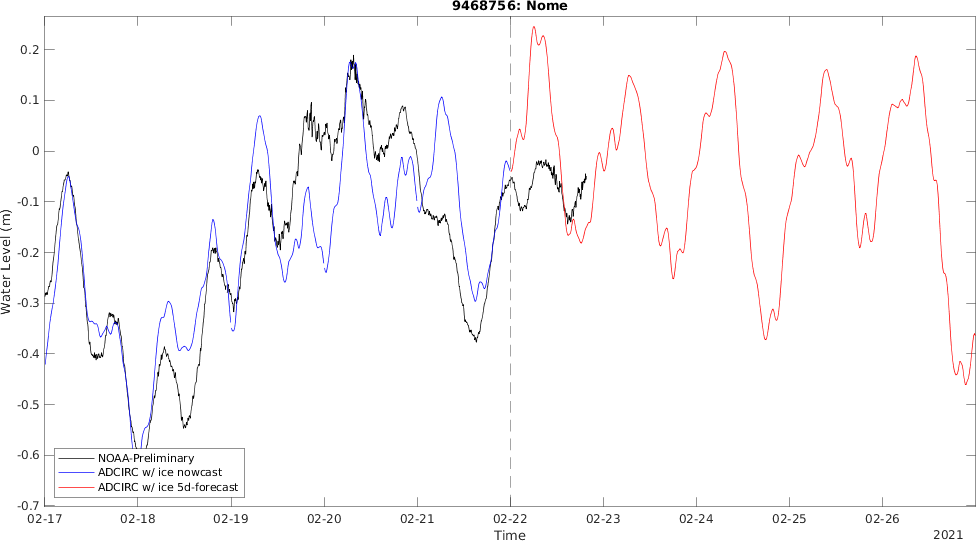 9468756: Nome
0.2
0.1
0
-0.1
-0.2
-0.3
-0.4
-0.5
-0.6
-0.7
Water Level (m)
NOAA-Preliminary
ADCIRC w/ ice nowcast
ADCIRC w/ ice 5d-forecast
02-17 02-18 02-19 02-20 02-21 02-22 02-23 02-24 02-25 02-26
Time
2021